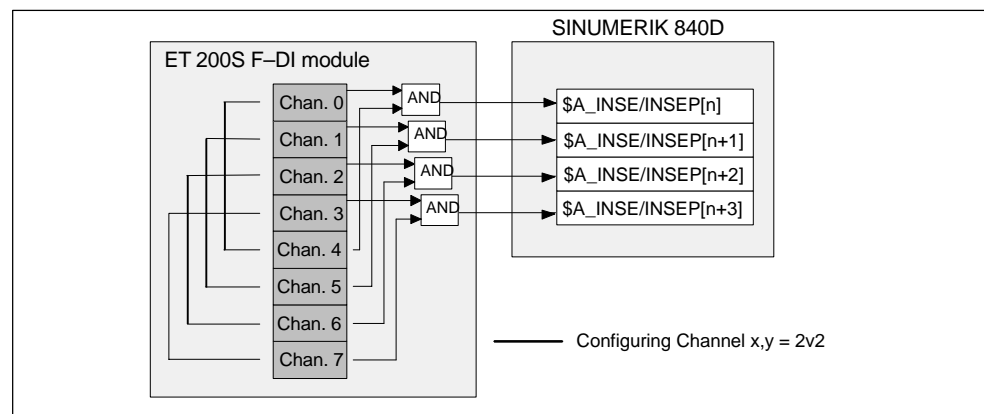 SINUMERIK 840D
ET 200S F–DI module
Chan. 0
Chan. 1
Chan. 2
Chan. 3
Chan. 4
Chan. 5
Chan. 6
Chan. 7
AND
AND
AND
AND
$A_INSE/INSEP[n]
$A_INSE/INSEP[n+1]
$A_INSE/INSEP[n+2]
$A_INSE/INSEP[n+3]
Configuring Channel x,y = 2v2